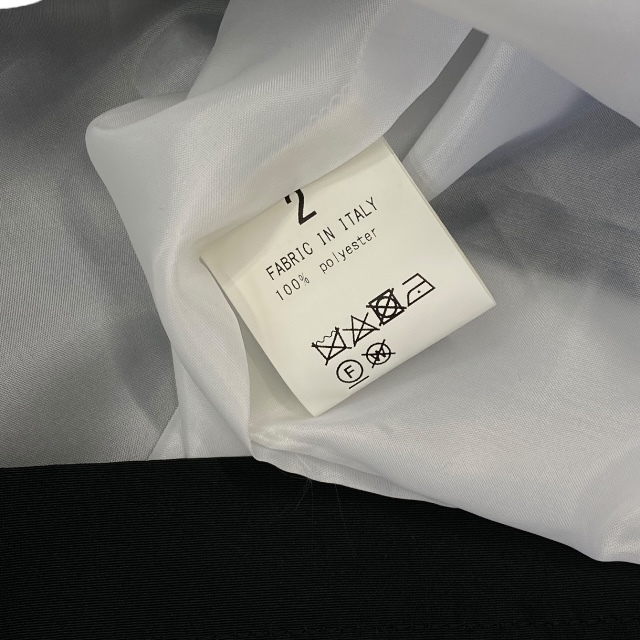 2
FABRIC IN ITALY
100% polyester
F W